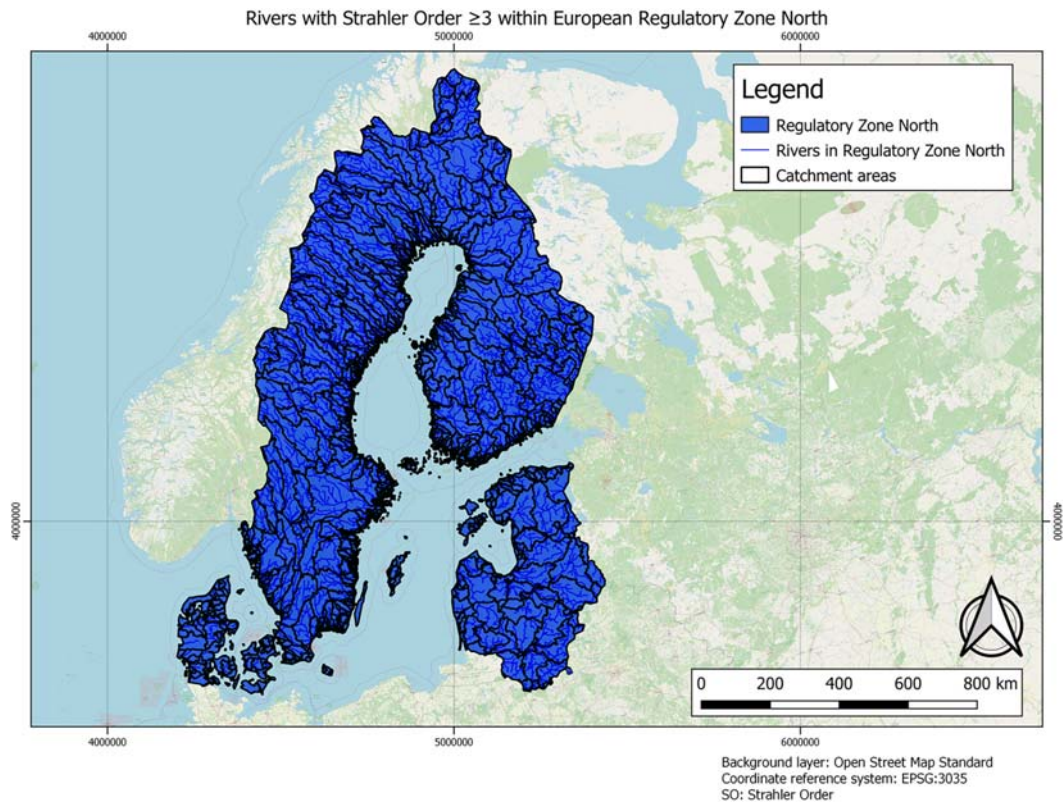 Rivers with Strahler Order ≥3 within European Regulatory Zone North
4000000
5000000
6000000
Legend
Regulatory Zone North
Rivers in Regulatory Zone North
Catchment areas
4000000
4000000
0 200 400 600 800 km
4000000
5000000
6000000
Background layer: Open Street Map Standard
Coordinate reference system: EPSG:3035
SO: Strahler Order